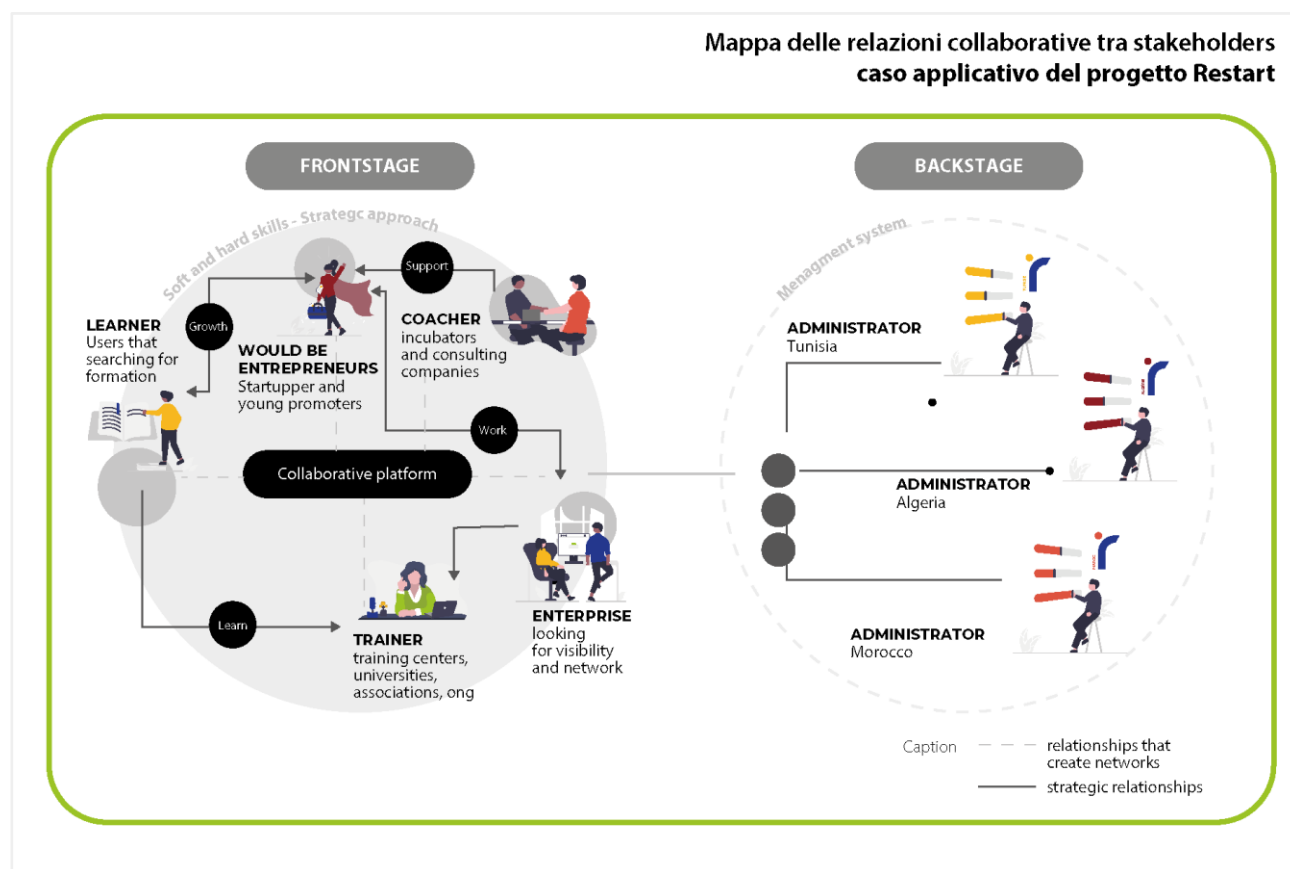 Mappa delle relazioni collaborative tra stakeholders
caso applicativo del progetto Restart
FRONTSTAGE
BACKSTAGE
Soft and hard skills - Strategc approach
Menagment system
Support
Growth
LEARNER
Users that
searching for
formation
WOULD BE
ENTREPRENEURS
Startupper and
young promoters
COACHER
incubators
and consulting
companies
Work
Collaborative platform
Learn
TRAINER
training centers,
universities,
associations, ong
ENTERPRISE
looking
for visibility
and network
ADMINISTRATOR
Tunisia
ADMINISTRATOR
Algeria
ADMINISTRATOR
Morocco
Caption
relationships that
create networks
strategic relationships